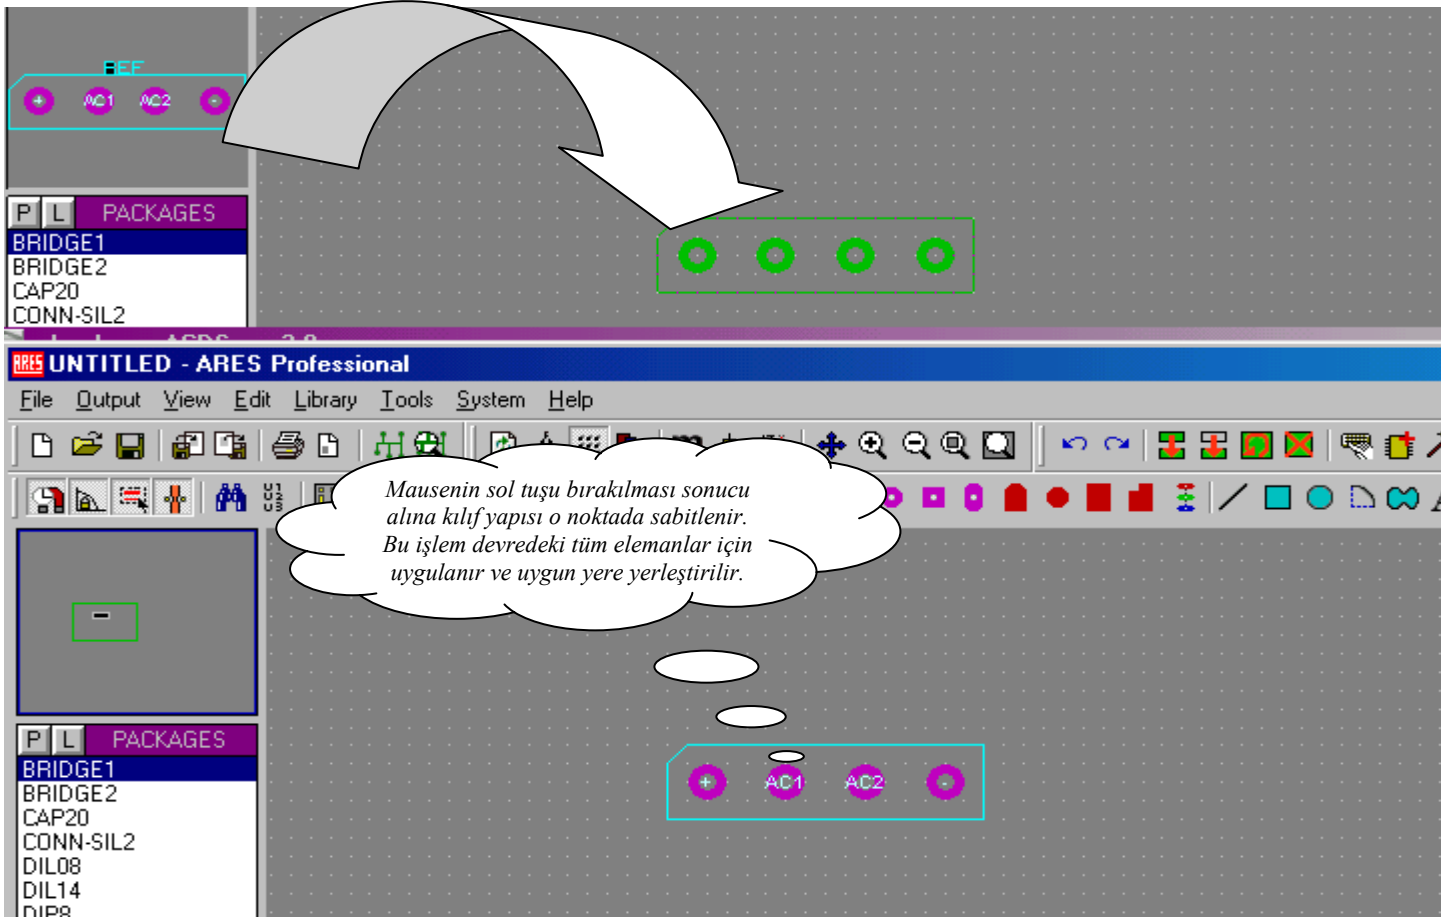 REF
+ AC1 AC2 -
P L PACKAGES
BRIDGE1
BRIDGE2
CAP20
CONN-SIL2
UNTITLED - ARES Professional
File Output View Edit Library Tools System Help
Mausenin sol tuşu bırakılması sonucu
alına kılıf yapısı o noktada sabitlenir.
Bu işlem devredeki tüm elemanlar için
uygulanır ve uygun yere yerleştirilir.
+ AC1 AC2 -
P L PACKAGES
BRIDGE1
BRIDGE2
CAP20
CONN-SIL2
DIL08
DIL14
DIP8